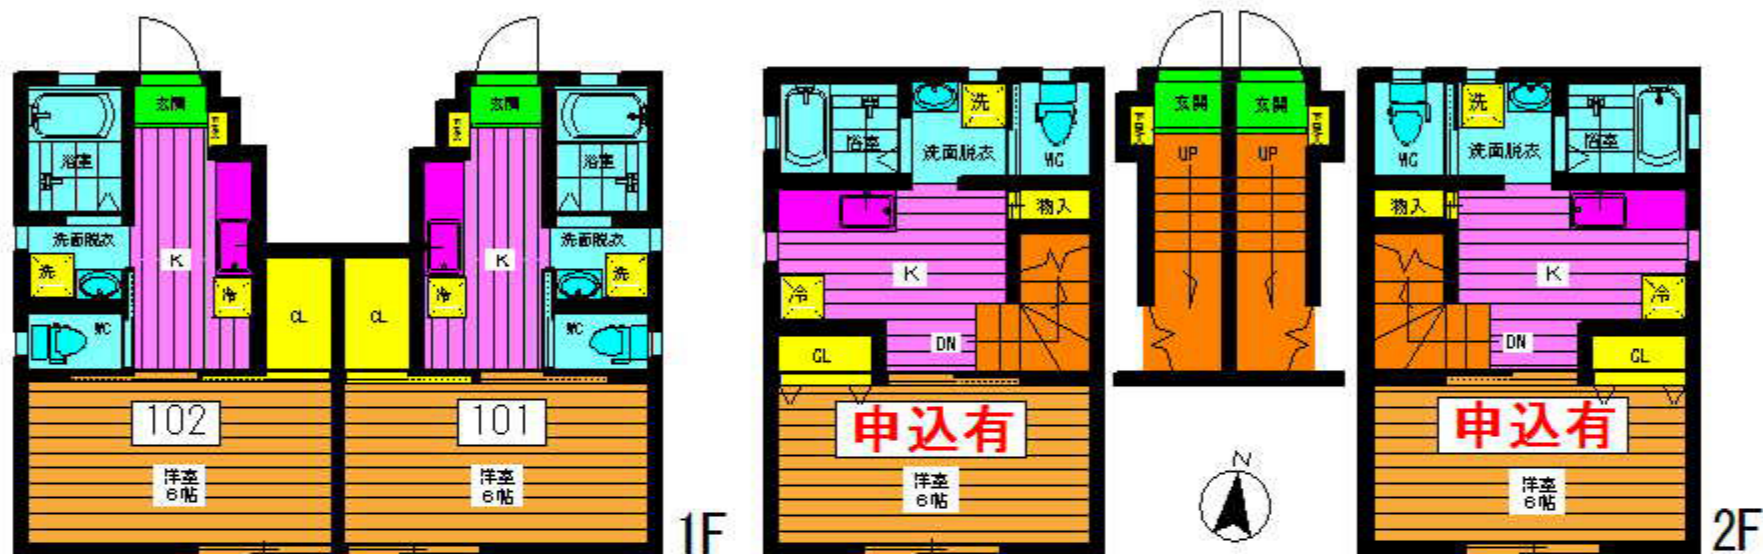 玄関
玄関
浴室
浴室
洗面脱衣
洗面脱衣
K
K
洗
洗
冷
冷
WC
WC
CL
CL
102
101
洋室
6帖
洋室
6帖
1F
浴室
洗
洗面脱衣
WC
物入
K
冷
DN
CL
申込有
洋室
6帖
玄関
玄関
UP
UP
N
WC
洗
洗面脱衣
浴室
物入
K
冷
DN
CL
申込有
洋室
6帖
2F